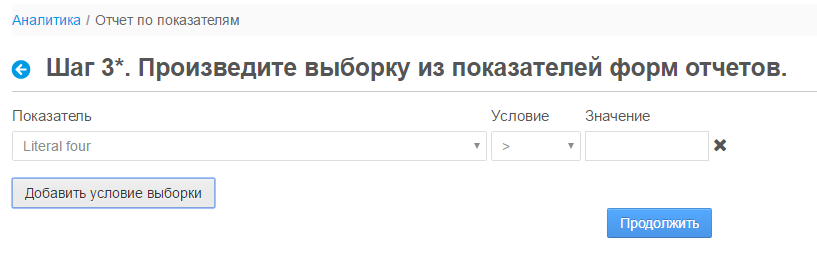 Аналитика / Отчет по показателям
Шаг 3*. Произведите выборку из показателей форм отчетов.
Показатель Условие Значение
Literal four >
Добавить условие выборки
Продолжить